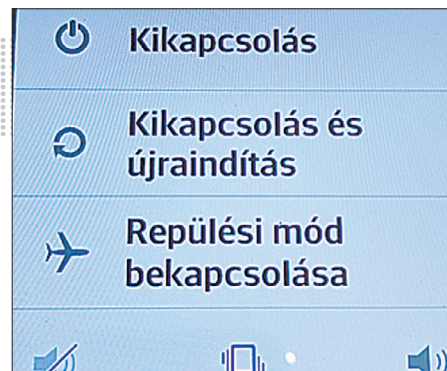 Kikapcsolás
Kikapcsolás és
újraindítás
Repülési mód
bekapcsolása